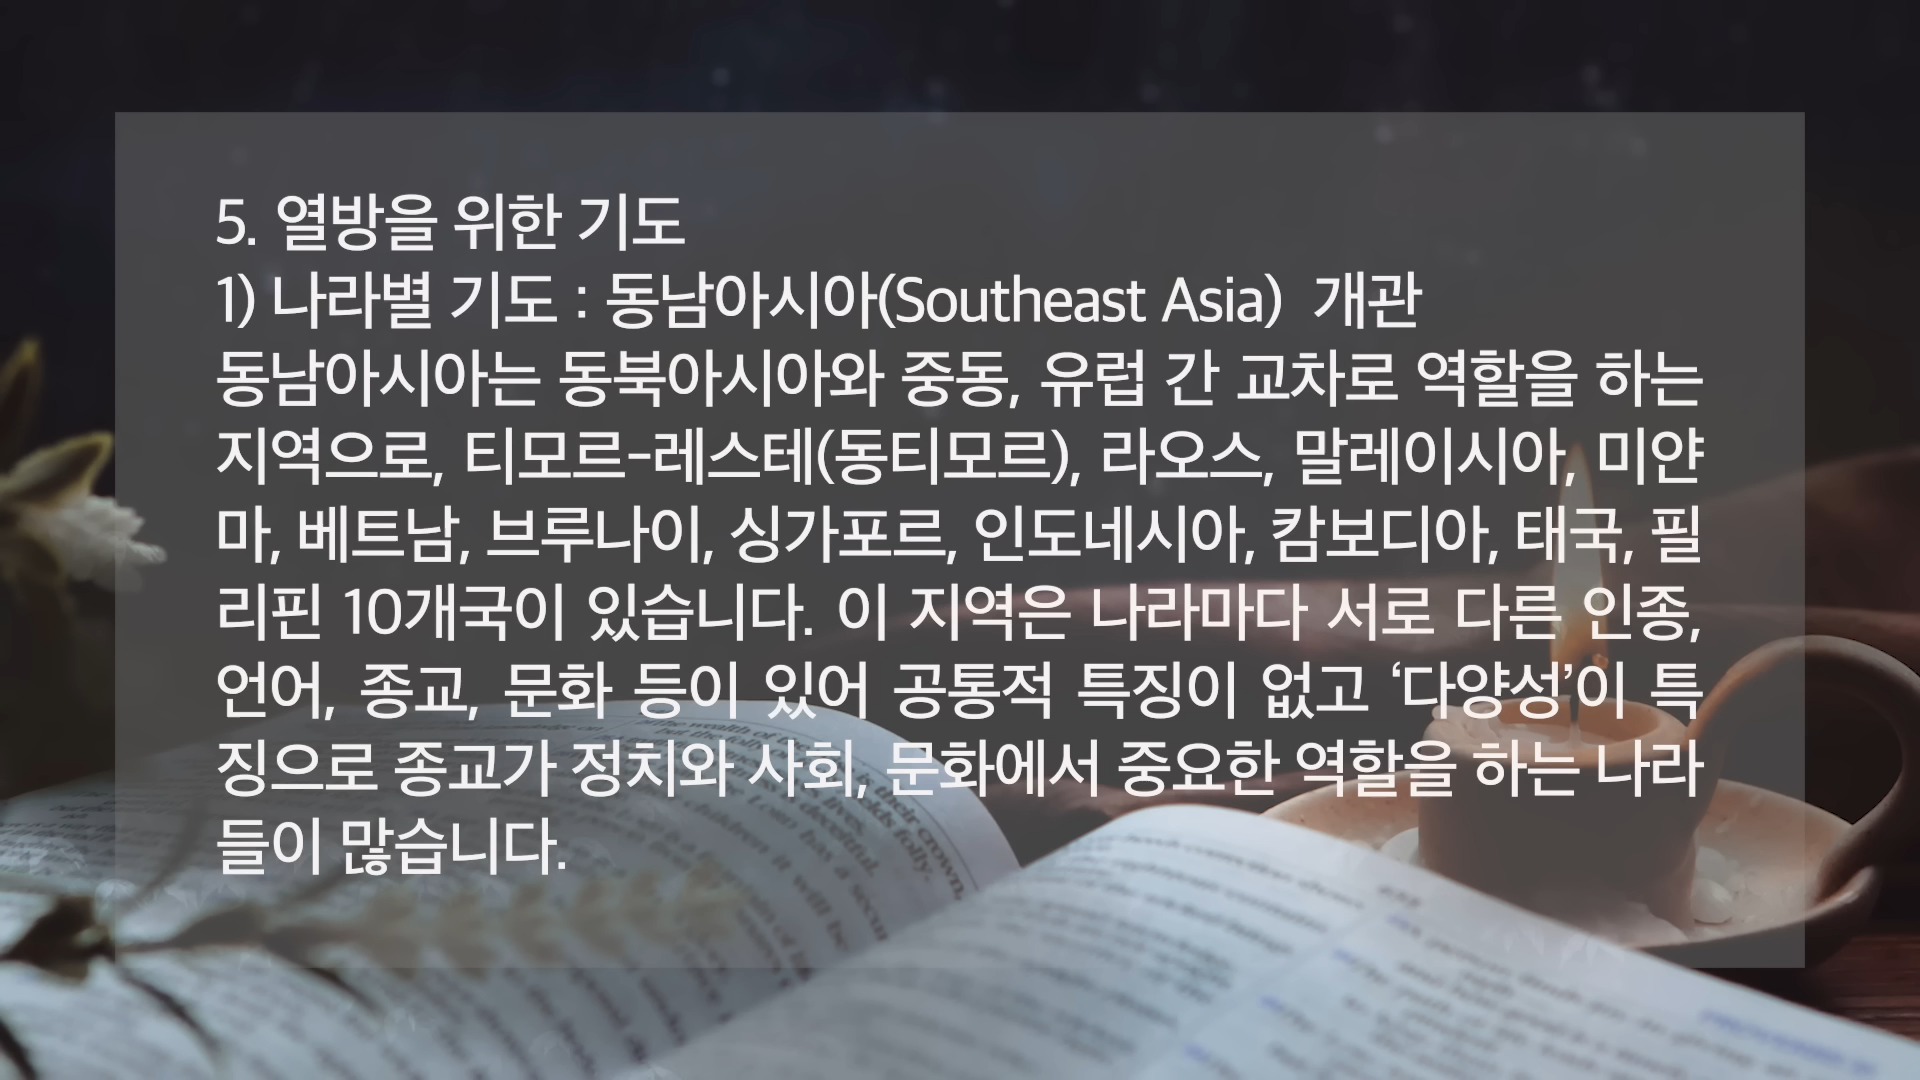 5. 열방을 위한 기도
1) 나라별 기도 : 동남아시아(Southeast Asia)  개관
동남아시아는 동북아시아와 중동, 유럽 간 교차로 역할을 하는
지역으로, 티모르-레스테(동티모르), 라오스, 말레이시아, 미얀
마, 베트남, 브루나이, 싱가포르, 인도네시아, 캄보디아, 태국, 필
리핀 10개국이 있습니다. 이 지역은 나라마다 서로 다른 인종,
언어, 종교, 문화 등이 있어 공통적 특징이 없고 ‘다양성’이 특
징으로 종교가 정치와 사회, 문화에서 중요한 역할을 하는 나라
들이 많습니다.